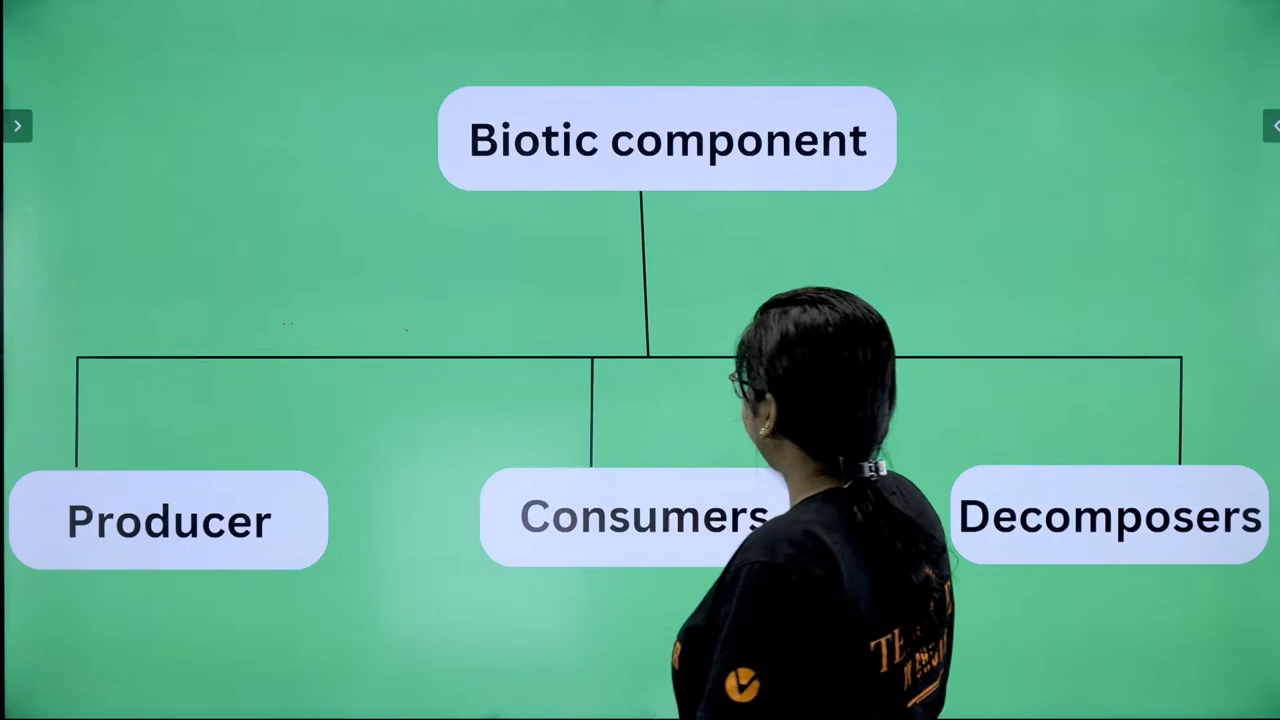 Biotic component
Producer
Consumers
Decomposers